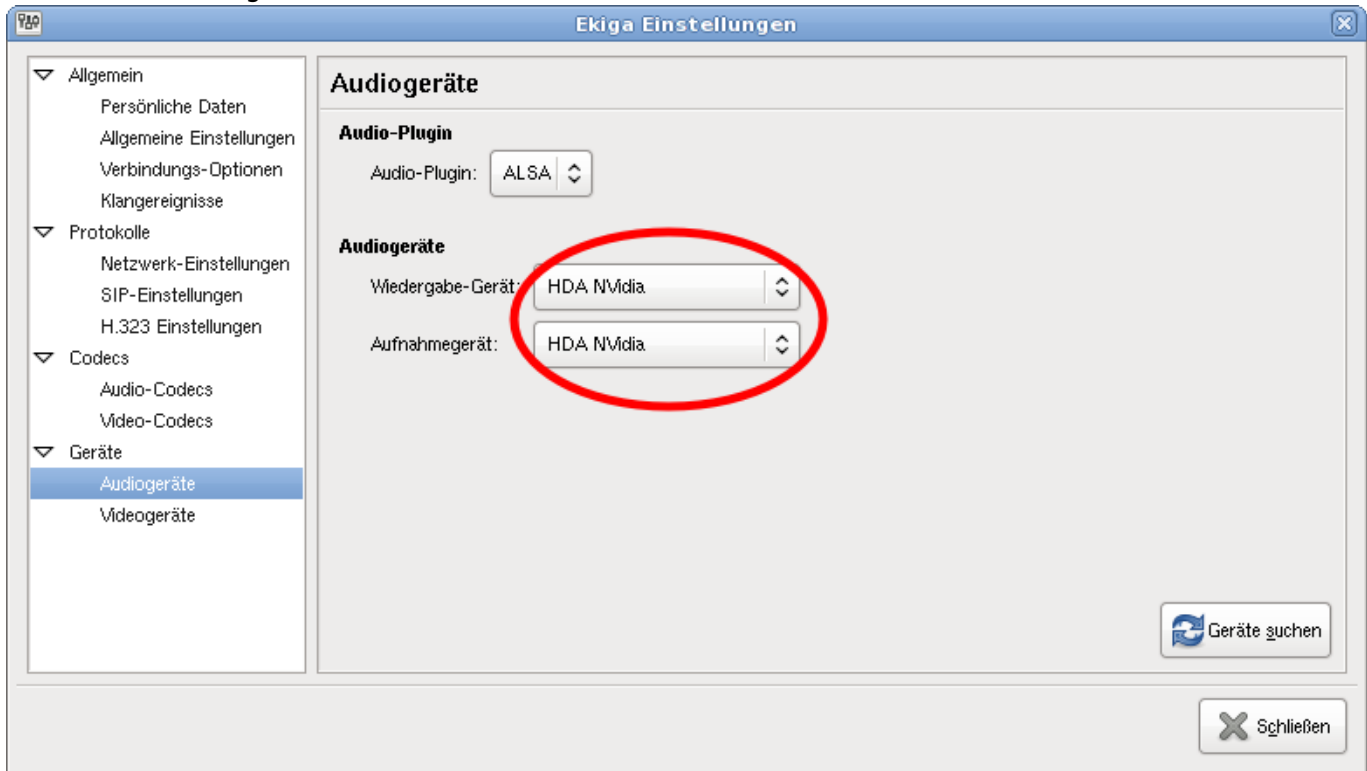 Ekiga Einstellungen
Allgemein
Persönliche Daten
Allgemeine Einstellungen
Verbindungs-Optionen
Klangereignisse
Protokolle
Netzwerk-Einstellungen
SIP-Einstellungen
H.323 Einstellungen
Codecs
Audio-Codecs
Video-Codecs
Geräte
Audiogeräte
Videogeräte
Audiogeräte
Audio-Plugin
Audio-Plugin: ALSA
Audiogeräte
Wiedergabe-Gerät: HDA NVidia
Aufnahmegerät: HDA NVidia
Geräte suchen
Schließen